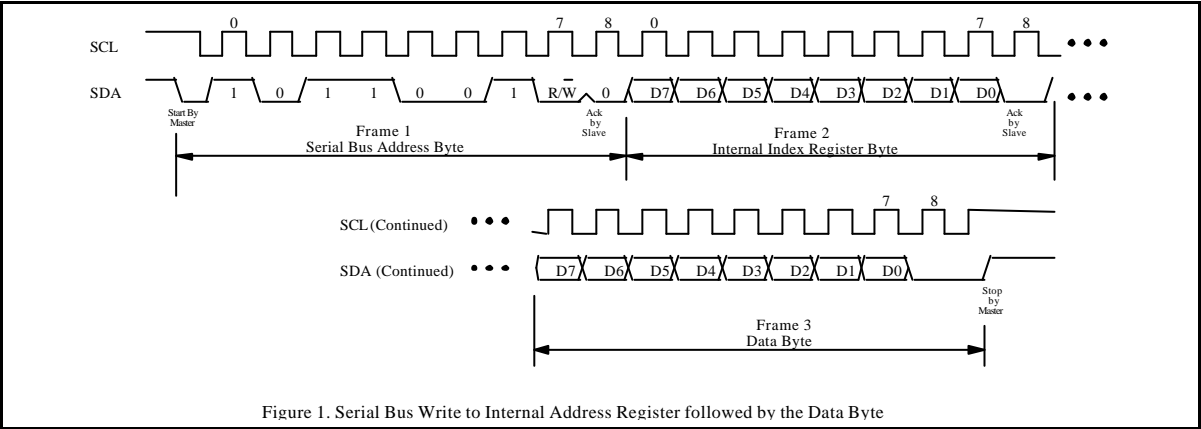 0 7 8 0 7 8
SCL
SDA 1 0 1 1 0 0 1 R/W 0 D7 D6 D5 D4 D3 D2 D1 D0
Start By
Master
Ack
by
Slave
Ack
by
Slave
Frame 1
Serial Bus Address Byte
Frame 2
Internal Index Register Byte
7 8
SCL (Continued)
SDA (Continued) D7 D6 D5 D4 D3 D2 D1 D0
Stop
by
Master
Frame 3
Data Byte
Figure 1. Serial Bus Write to Internal Address Register followed by the Data Byte